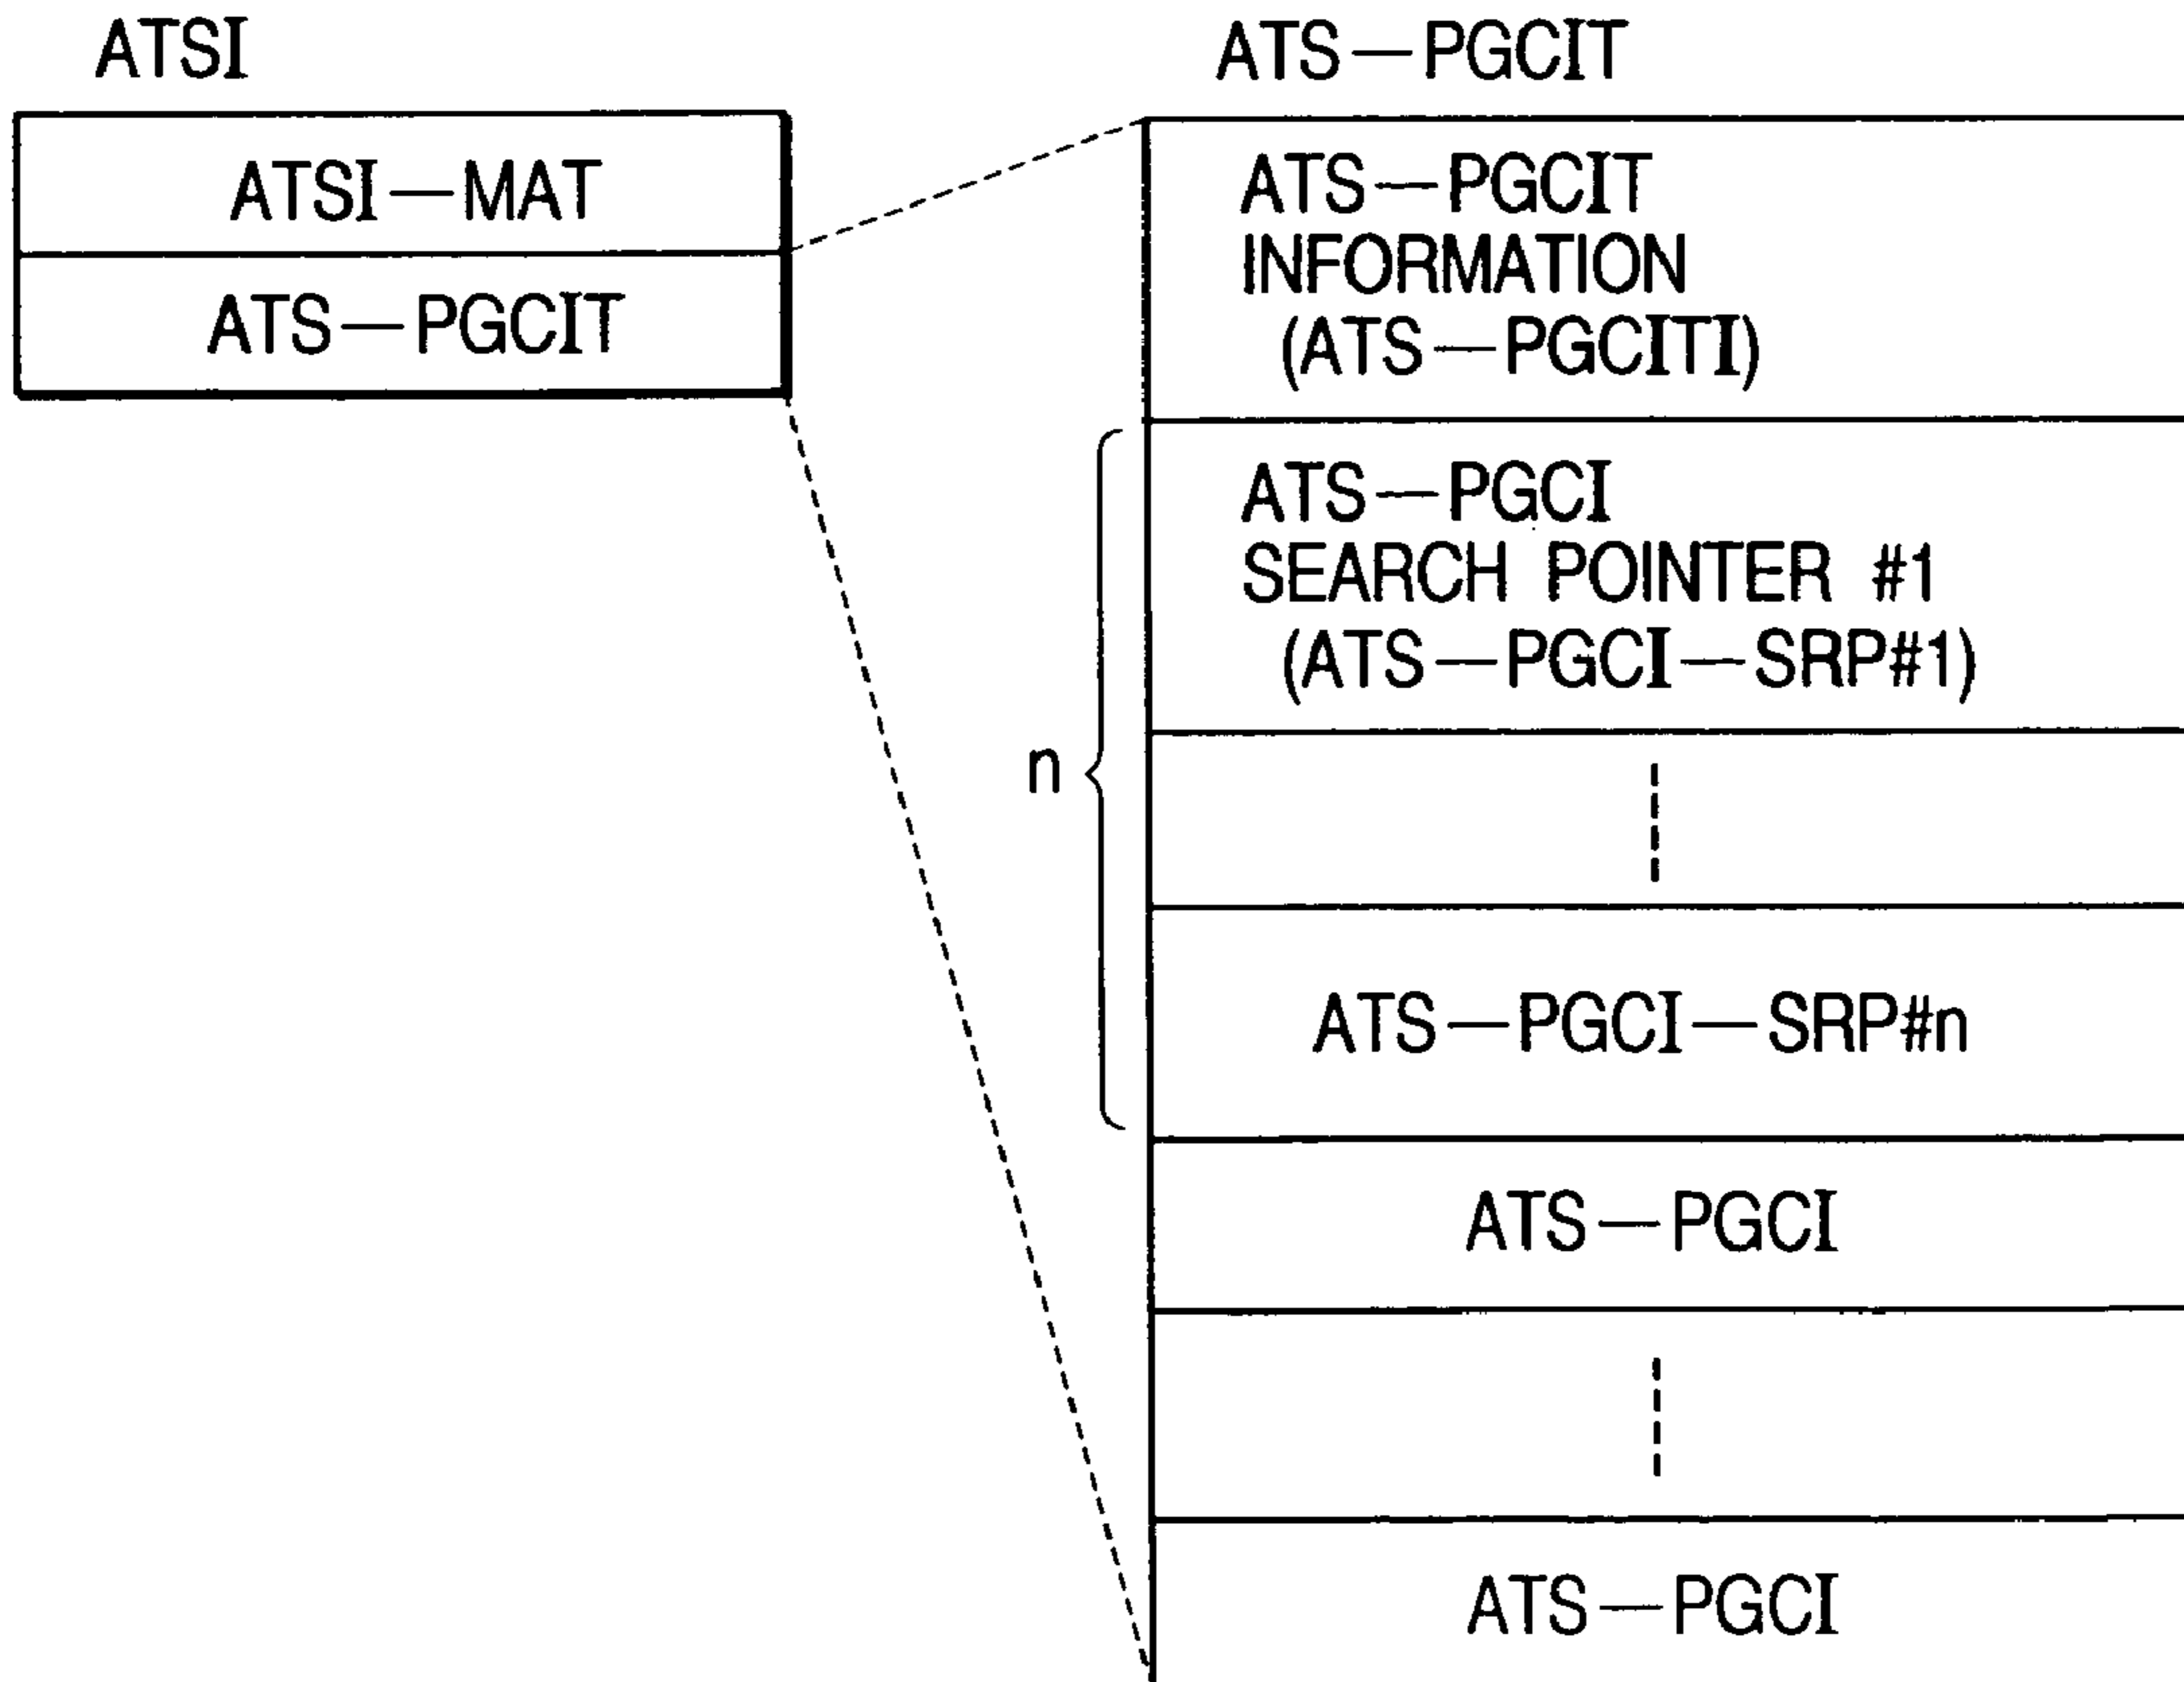 ATSI
ATSI—MAT
ATS—PGCIT
ATS—PGCIT
ATS—PGCIT
INFORMATION
(ATS—PGCITI)
n
ATS—PGCI
SEARCH POINTER #1
(ATS—PGCI—SRP#1)
ATS—PGCI—SRP#n
ATS—PGCI
ATS—PGCI